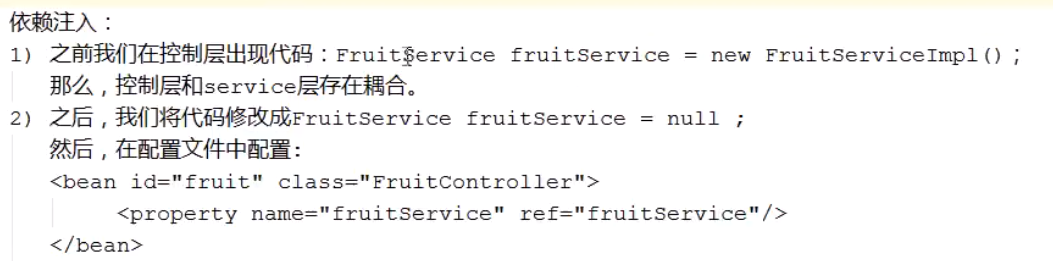 依赖注入：
1) 之前我们在控制层出现代码：FruitService fruitService = new FruitServiceImpl()；
那么，控制层和service层存在耦合。
2) 之后，我们将代码修改成FruitService fruitService = null ;
然后，在配置文件中配置:
<bean id="fruit" class="FruitController">
<property name="fruitService" ref="fruitService"/>
</bean>